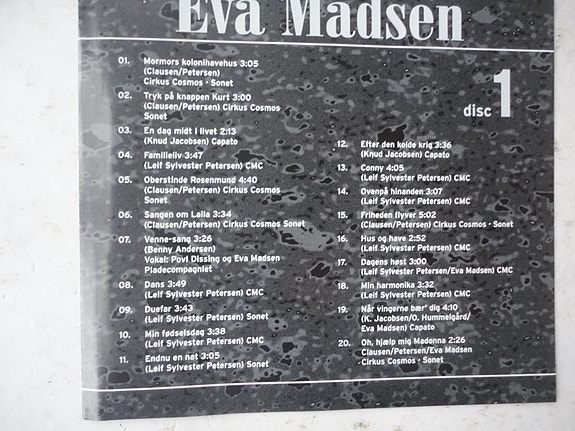 Eva Madsen
disc 1
01. Mormors kolonihavehus 3:05
(Clausen/Petersen)
Cirkus Cosmos · Sonet
02. Tryk på knappen Kurt 3:00
(Clausen/Petersen) Cirkus Cosmos
Sonet
03. En dag midt i livet 2:13
(Knud Jacobsen) Capato
04. Familieliv 3:47
(Leif Sylvester Petersen) CMC
05. Oberstinde Rosenmund 4:40
(Clausen/Petersen) Cirkus Cosmos
Sonet
06. Sangen om Laila 3:34
(Clausen/Petersen) Cirkus Cosmos Sonet
07. Venne-sang 3:26
(Benny Andersen)
Vokal: Povl Dissing og Eva Madsen
Pladecompagniet
08. Dans 3:49
(Leif Sylvester Petersen) CMC
09. Duefar 3:43
(Leif Sylvester Petersen) Sonet
10. Min fødselsdag 3:38
(Leif Sylvester Petersen) CMC
11. Endnu en nat 3:05
(Leif Sylvester Petersen) Sonet
12. Efter den kolde krig 3:36
(Knud Jacobsen) Capato
13. Conny 4:05
(Leif Sylvester Petersen) CMC
14. Ovenpå hinanden 3:07
(Leif Sylvester Petersen) CMC
15. Friheden flyver 5:02
(Clausen/Petersen) Cirkus Cosmos · Sonet
16. Hus og have 2:52
(Leif Sylvester Petersen) CMC
17. Dagens høst 3:00
(Leif Sylvester Petersen/Eva Madsen) CMC
18. Min harmonika 3:32
(Leif Sylvester Petersen) CMC
19. Når vingerne bær' dig 4:10
(K. Jacobsen/O. Hummelgård/
Eva Madsen) Capato
20. Oh, hjælp mig Madonna 2:26
Clausen/Petersen/Eva Madsen
Cirkus Cosmos · Sonet